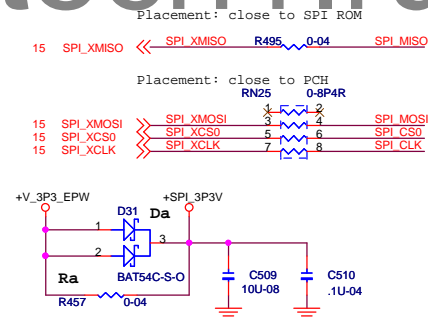 Placement: close to SPI ROM
15 SPI_XMISO SPI_XMISO R495 0-04 SPI_MISO
Placement: close to PCH
RN25 0-8P4R
1 2
15 SPI_XMOSI SPI_XMOSI 3 4 SPI_MOSI
15 SPI_XCS0 SPI_XCS0 5 6 SPI_CS0
15 SPI_XCLK SPI_XCLK 7 8 SPI_CLK
+V_3P3_EPW +SPI_3P3V
D31 Da
1
3
2
Ra BAT54C-S-O C509 C510
10U-08 .1U-04
R457 0-04